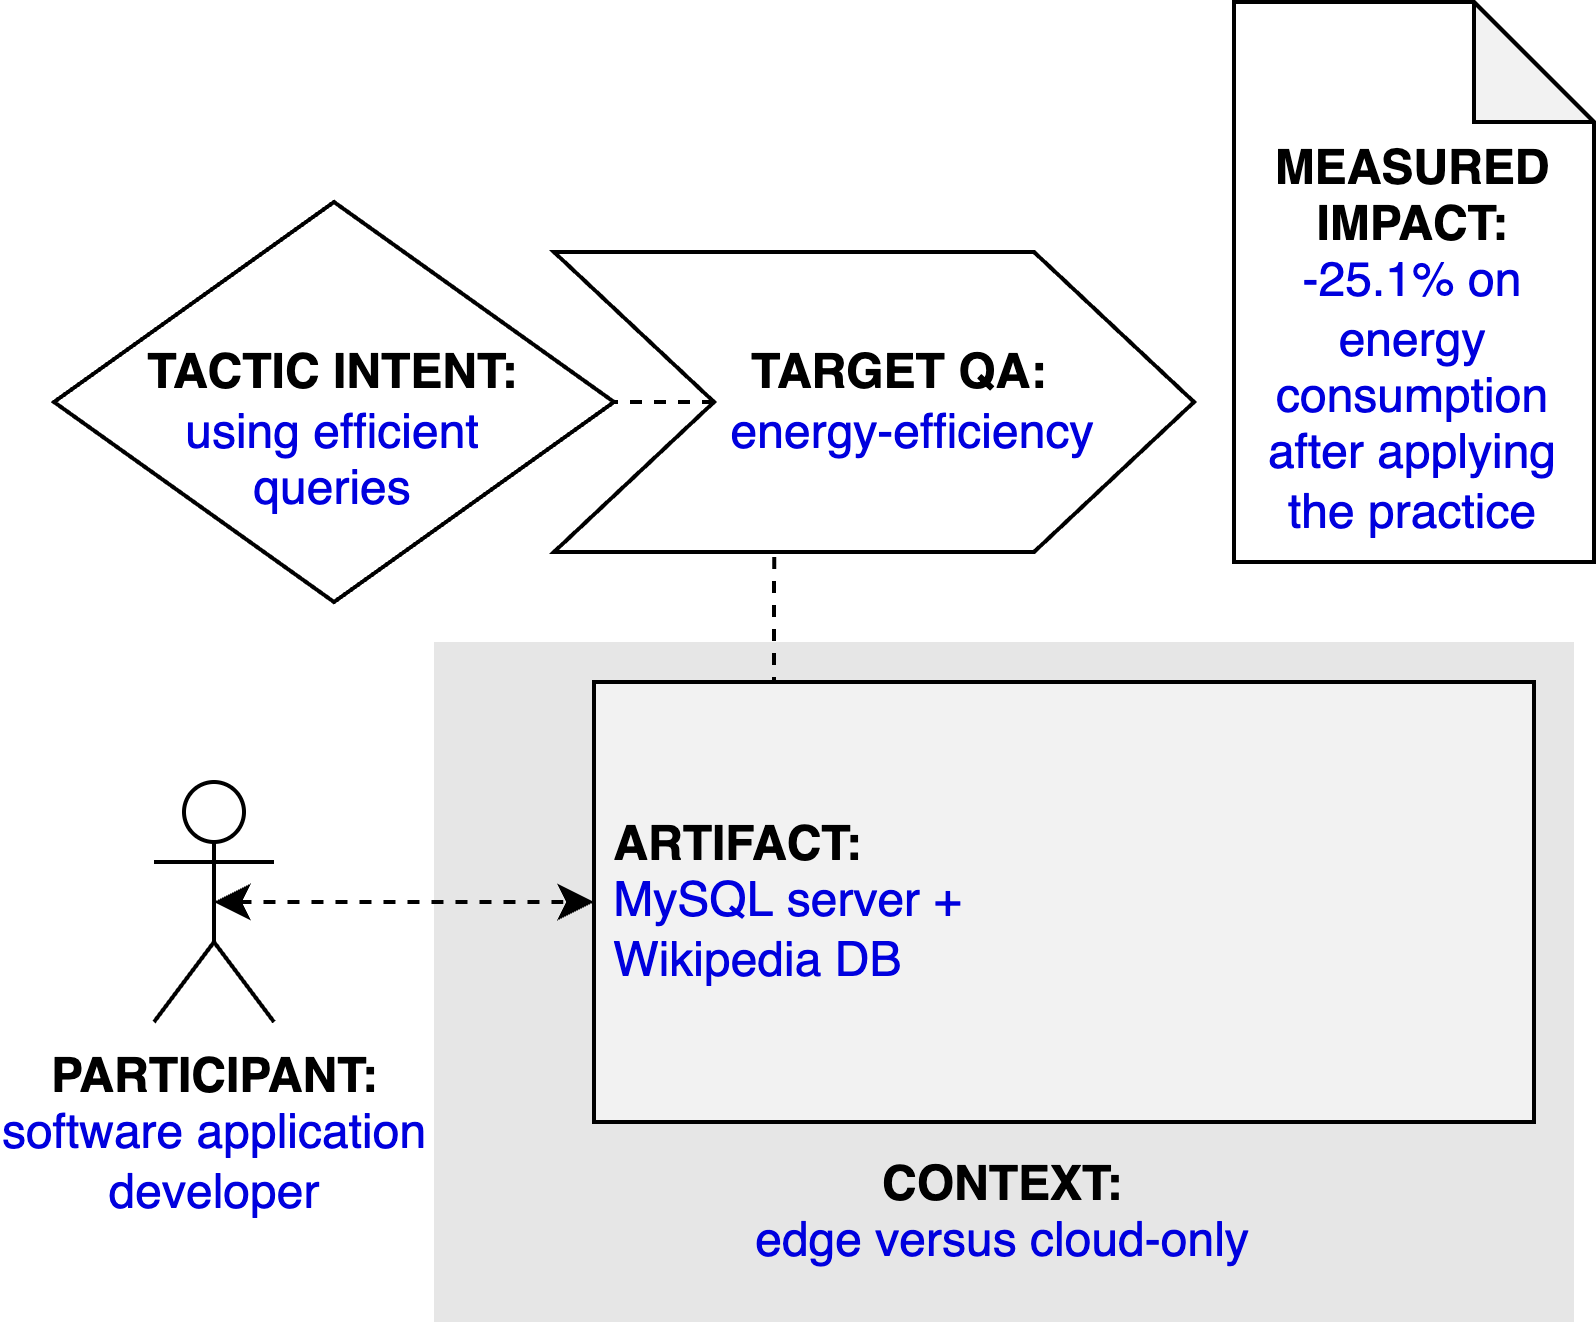 TACTIC INTENT:
using efficient
queries
TARGET QA:
energy-efficiency
MEASURED
IMPACT:
-25.1% on
energy
consumption
after applying
the practice
ARTIFACT:
MySQL server +
Wikipedia DB
PARTICIPANT:
software application
developer
CONTEXT:
edge versus cloud-only